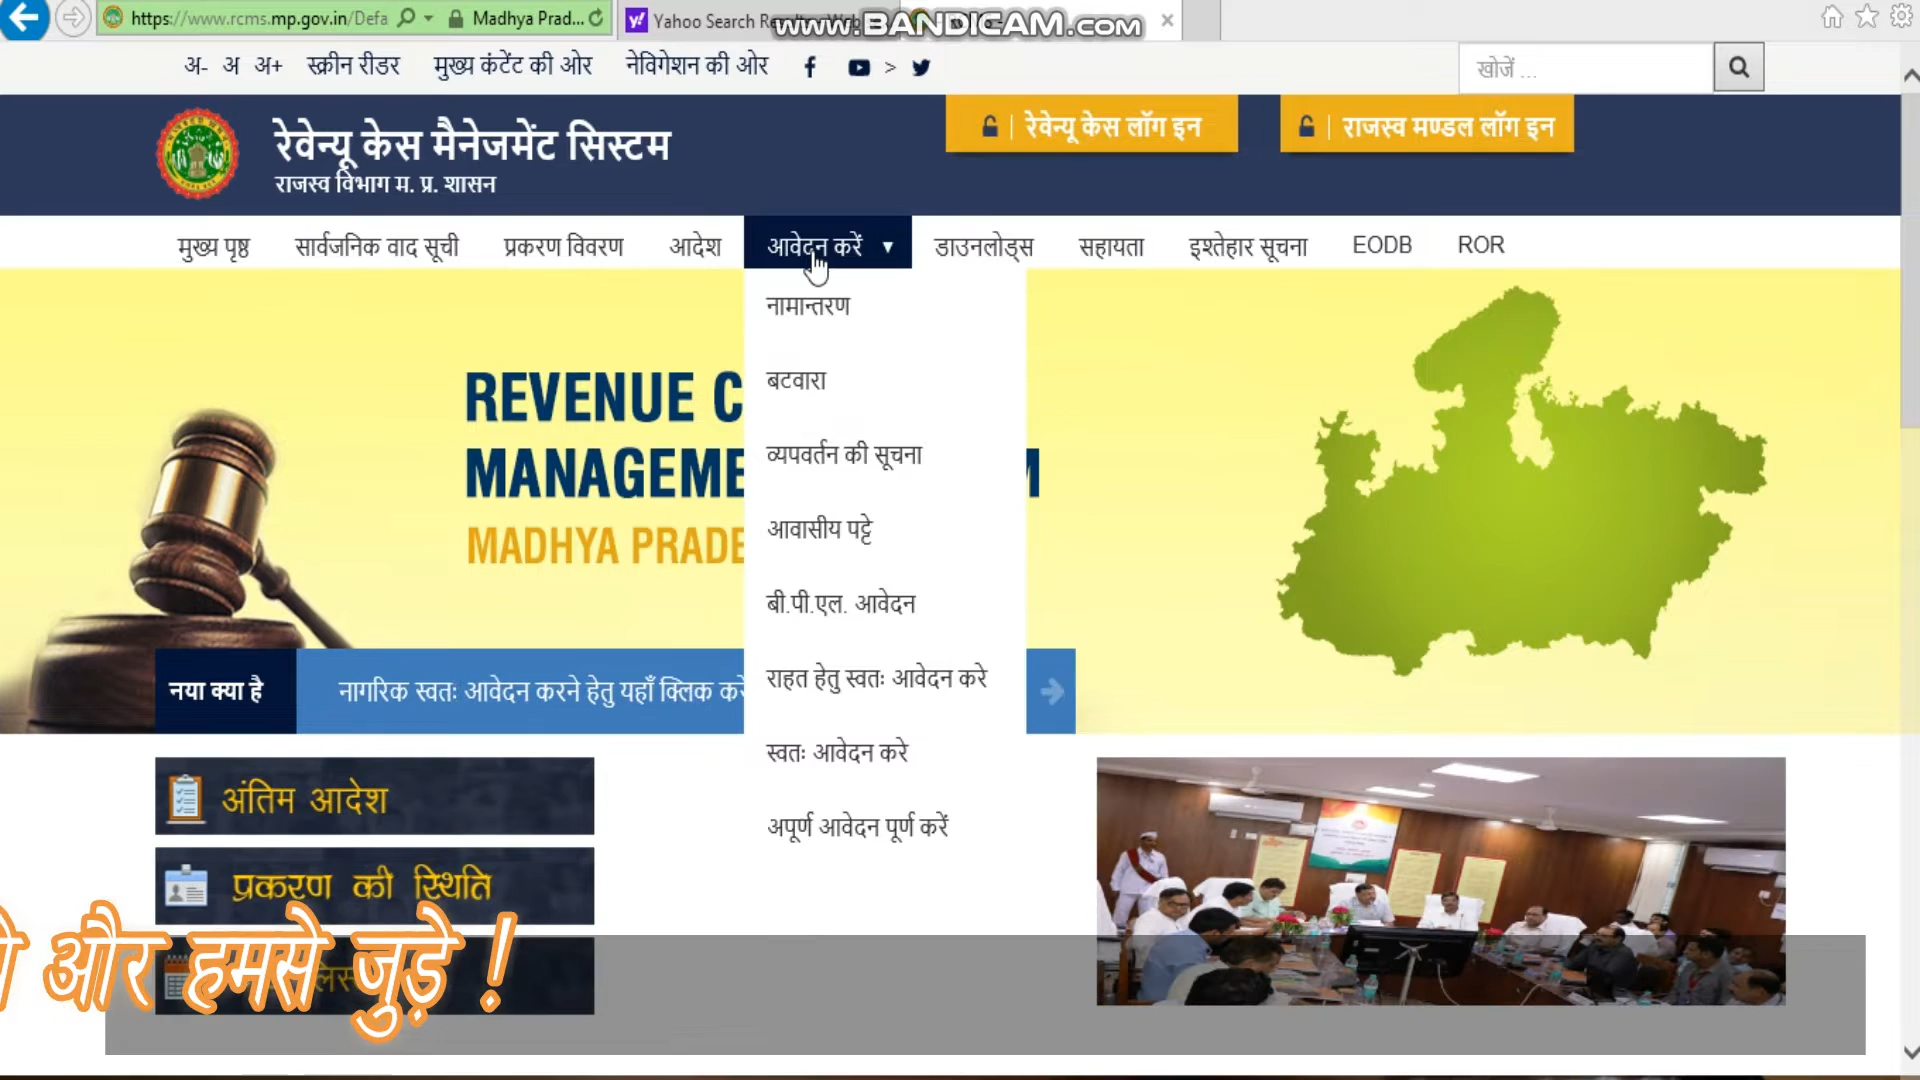 https://www.rcms.mp.gov.in/Defa
Madhya Prad...
Yahoo Search
www.BANDICAM.com
अ- अ अ+ स्क्रीन रीडर मुख्य कंटेंट की ओर नेविगेशन की ओर >
खोजें ...
रेवेन्यू केस मैनेजमेंट सिस्टम
राजस्व विभाग म. प्र. शासन
रेवेन्यू केस लॉग इन
राजस्व मण्डल लॉग इन
मुख्य पृष्ठ सार्वजनिक वाद सूची प्रकरण विवरण आदेश आवेदन करें ▼ डाउनलोड्स सहायता इश्तेहार सूचना EODB ROR
नामान्तरण
बटवारा
व्यपवर्तन की सूचना
आवासीय पट्टे
बी.पी.एल. आवेदन
राहत हेतु स्वतः आवेदन करे
स्वतः आवेदन करे
अपूर्ण आवेदन पूर्ण करें
REVENUE C
MANAGEME
MADHYA PRADE
नया क्या है
नागरिक स्वतः आवेदन करने हेतु यहाँ क्लिक करे
अंतिम आदेश
प्रकरण की स्थिति
और हमसे जुड़े !